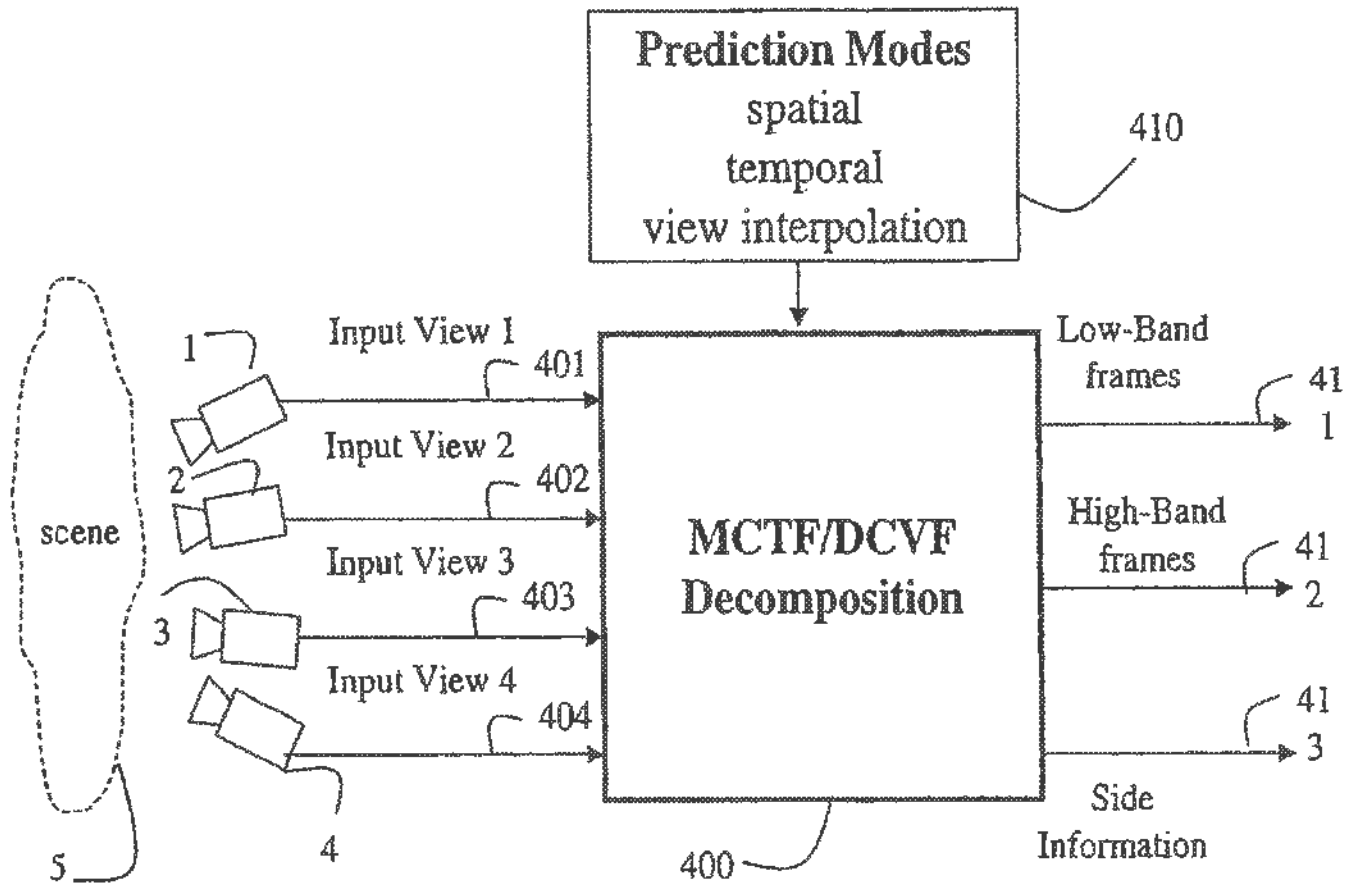 Prediction Modes
spatial
temporal
view interpolation
410
Input View 1
1
401
Low-Band
frames
41
1
Input View 2
2
402
scene
MCTF/DCVF
Decomposition
High-Band
frames
41
2
Input View 3
3
403
Input View 4
404
4
41
3
Side
Information
5
400